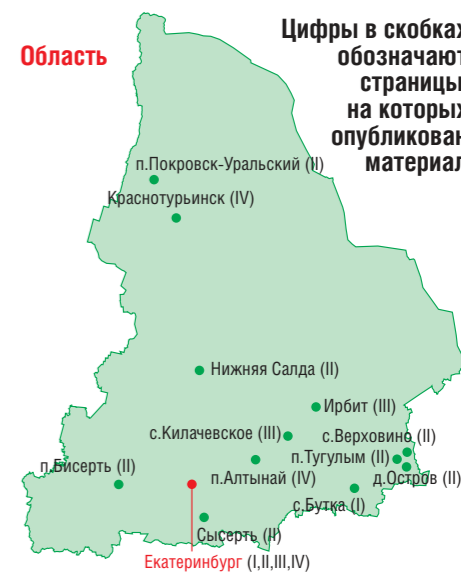 Область
Цифры в скобках
обозначают
страницы,
на которых
опубликован
материал
п.Покровск-Уральский (II)
Краснотурьинск (IV)
Нижняя Салда (II)
Ирбит (III)
с.Килачевское (III)
с.Верховино (II)
п.Бисерть (II)
п.Алтынай (IV)
п.Тугулым (II)
д.Остров (II)
с.Бутка (I)
Сысерть (II)
Екатеринбург (I,II,III,IV)